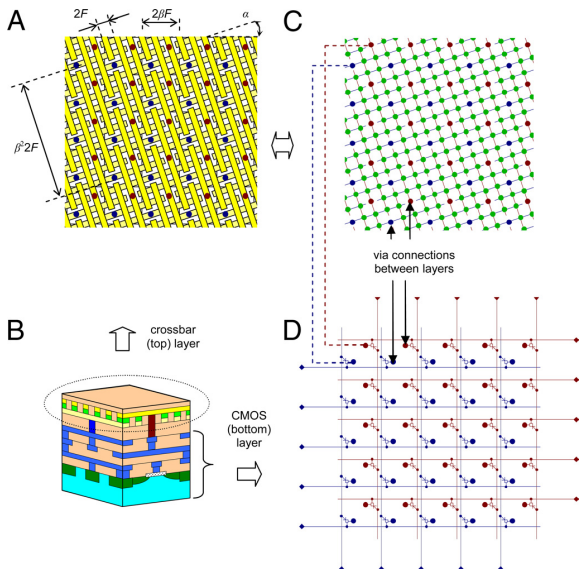 A
2F
2βF
α
C
β²2F
via connections
between layers
B
crossbar
(top) layer
CMOS
(bottom)
layer
D